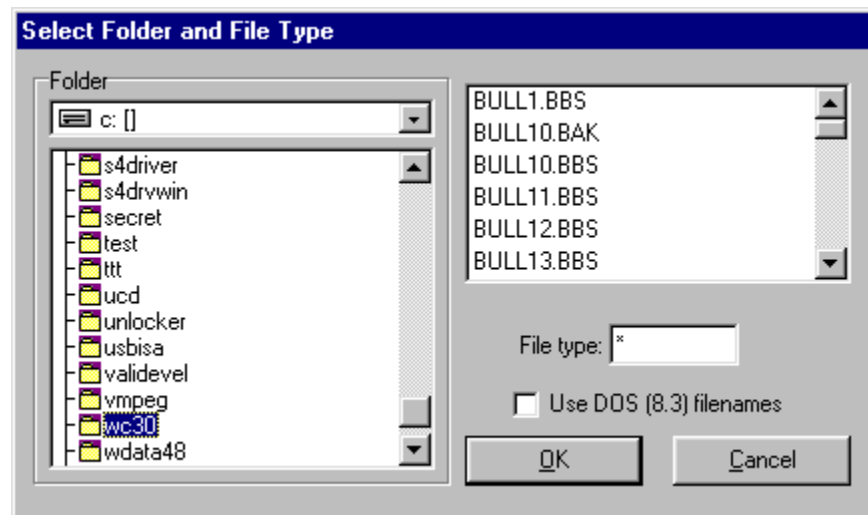 Select Folder and File Type
Folder
c: []
s4driver
s4drvwin
secret
test
ttt
ucd
unlocker
usbisa
validevel
vmpeg
wc30
wdata48
BULL1.BBS
BULL10.BAK
BULL10.BBS
BULL11.BBS
BULL12.BBS
BULL13.BBS
File type: *
Use DOS (8.3) filenames
OK
Cancel